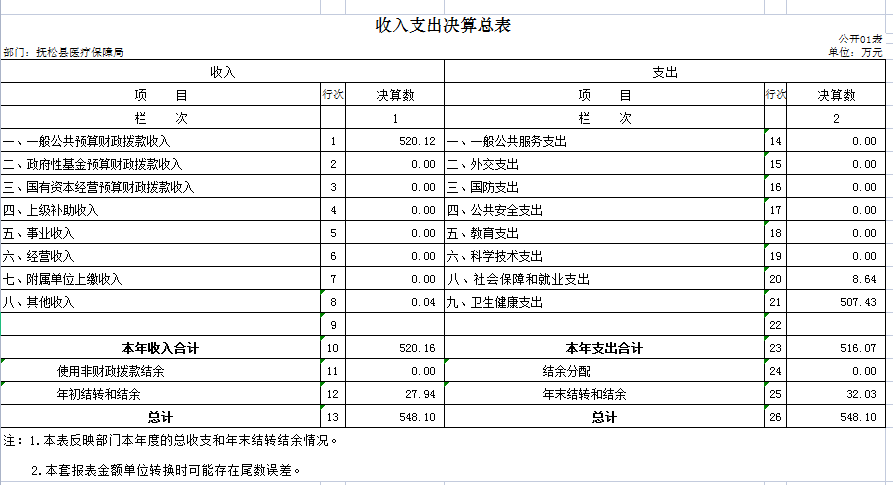 收入支出决算总表
公开01表
部门：抚松县医疗保障局 单位：万元
收入 支出
项 目 行次 决算数 项 目 行次 决算数
栏 次 1 栏 次 2
一、一般公共预算财政拨款收入 1 520.12 一、一般公共服务支出 14 0.00
二、政府性基金预算财政拨款收入 2 0.00 二、外交支出 15 0.00
三、国有资本经营预算财政拨款收入 3 0.00 三、国防支出 16 0.00
四、上级补助收入 4 0.00 四、公共安全支出 17 0.00
五、事业收入 5 0.00 五、教育支出 18 0.00
六、经营收入 6 0.00 六、科学技术支出 19 0.00
七、附属单位上缴收入 7 0.00 八、社会保障和就业支出 20 8.64
八、其他收入 8 0.04 九、卫生健康支出 21 507.43
9 22
本年收入合计 10 520.16 本年支出合计 23 516.07
使用非财政拨款结余 11 0.00 结余分配 24 0.00
年初结转和结余 12 27.94 年末结转和结余 25 32.03
总计 13 548.10 总计 26 548.10
注：1.本表反映部门本年度的总收支和年末结转结余情况。
2.本套报表金额单位转换时可能存在尾数误差。